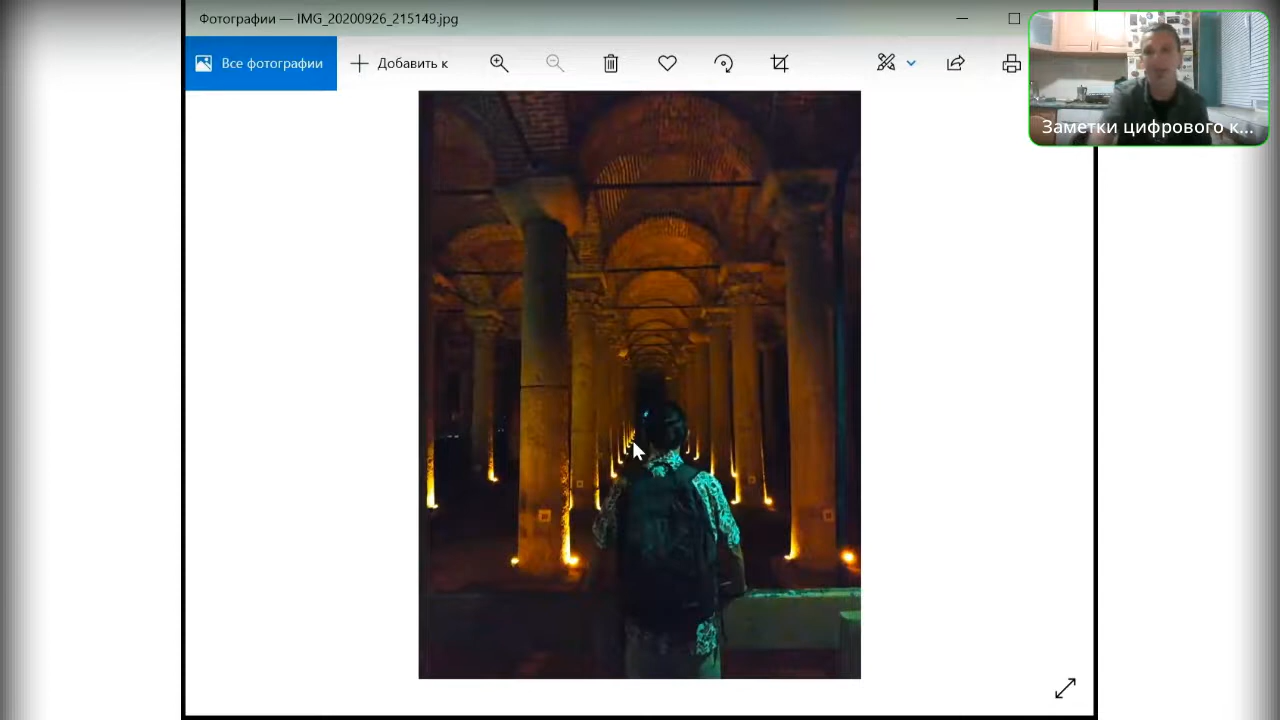 Фотографии — IMG_20200926_215149.jpg
Все фотографии
Добавить к
Заметки цифрового к...